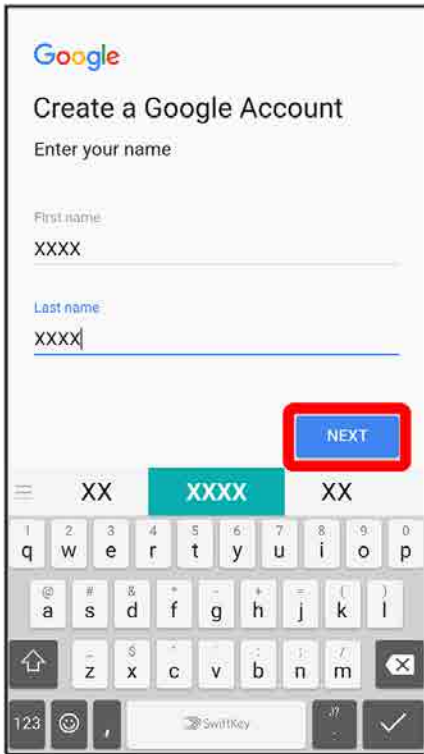 Google
Create a Google Account
Enter your name
First name
XXXX
Last name
XXXX
NEXT
XX XXXX XX
1 2 3 4 5 6 7 8 9 0
q w e r t y u i o p
@ # & * - + = ( )
a s d f g h j k l
_ $ " ' : ; /
z x c v b n m
123 , SwiftKey ,!? .